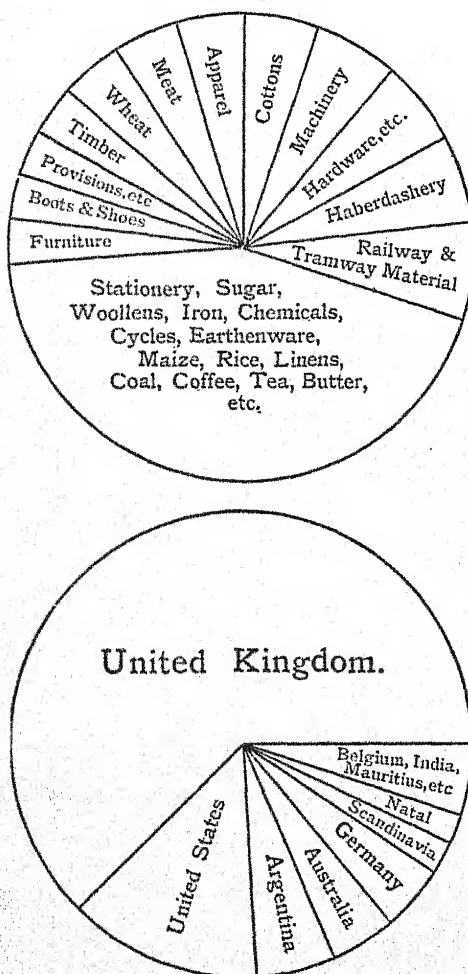 Furniture
Boots & Shoes
Provisions, etc
Timber
Wheat
Meat
Apparel
Cottons
Machinery
Hardware, etc.
Haberdashery
Railway &
Tramway Material
Stationery, Sugar,
Woollens, Iron, Chemicals,
Cycles, Earthenware,
Maize, Rice, Linens,
Coal, Coffee, Tea, Butter,
etc.
United Kingdom.
Belgium, India,
Mauritius, etc
Natal
Scandinavia
Germany
Australia
Argentina
United States